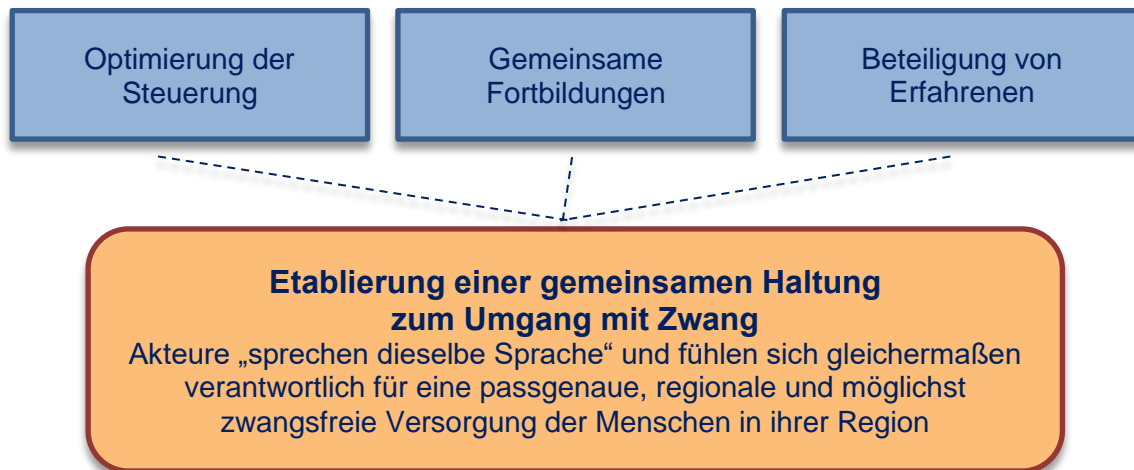 Optimierung der
Steuerung
Gemeinsame
Fortbildungen
Beteiligung von
Erfahrenen
Etablierung einer gemeinsamen Haltung
zum Umgang mit Zwang
Akteure „sprechen dieselbe Sprache“ und fühlen sich gleichermaßen
verantwortlich für eine passgenaue, regionale und möglichst
zwangsfreie Versorgung der Menschen in ihrer Region